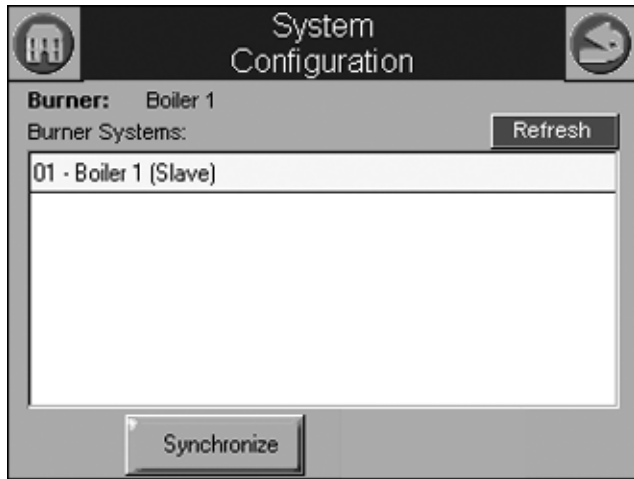 System
Configuration
Burner: Boiler 1
Burner Systems:
Refresh
01 - Boiler 1 (Slave)
Synchronize